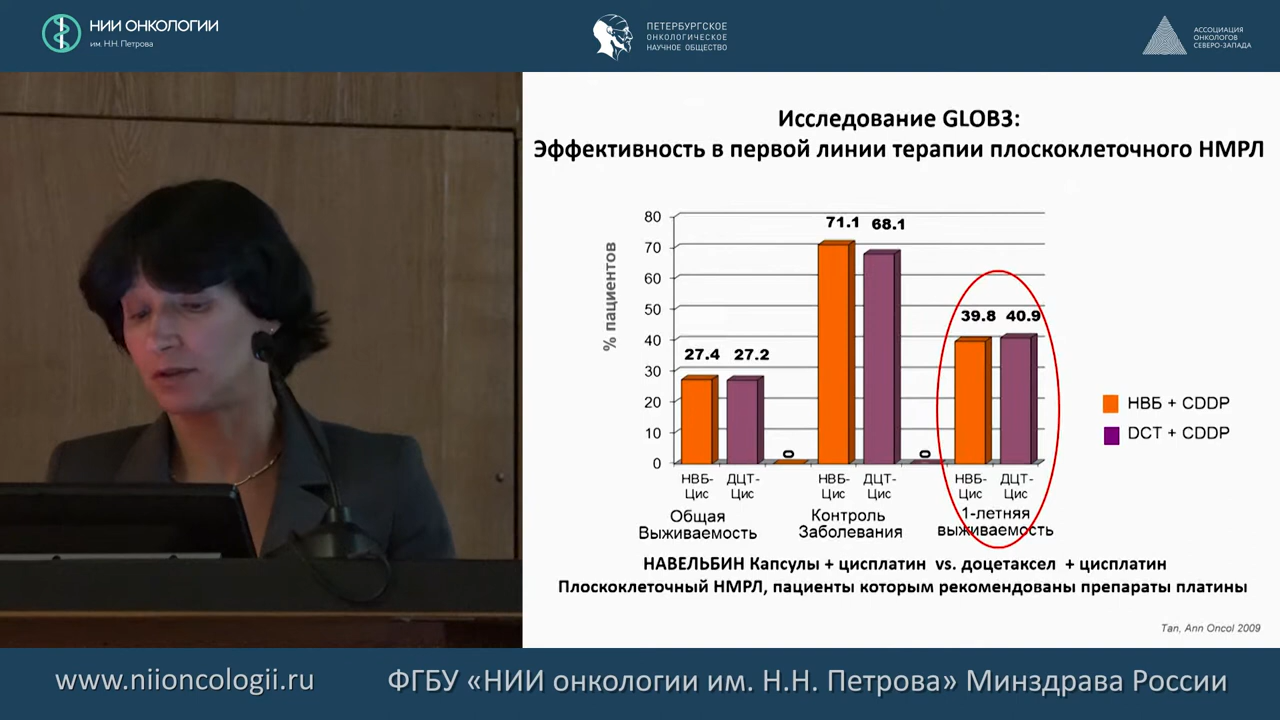 НИИ ОНКОЛОГИИ
им. Н.Н. Петрова
ПЕТЕРБУРГСКОЕ
ОНКОЛОГИЧЕСКОЕ
НАУЧНОЕ ОБЩЕСТВО
АССОЦИАЦИЯ
ОНКОЛОГОВ
СЕВЕРО-ЗАПАДА
Исследование GLOB3:
Эффективность в первой линии терапии плоскоклеточного НМРЛ
% пациентов
80
70
60
50
40
30
20
10
0
27.4 27.2
0
71.1 68.1
0
39.8 40.9
НВБ-Цис ДЦТ-Цис
НВБ-Цис ДЦТ-Цис
НВБ-Цис ДЦТ-Цис
Общая
Выживаемость
Контроль
Заболевания
1-летняя
выживаемость
НВБ + CDDP
DCT + CDDP
НАВЕЛЬБИН Капсулы + цисплатин vs. доцетаксел + цисплатин
Плоскоклеточный НМРЛ, пациенты которым рекомендованы препараты платины
Tan, Ann Oncol 2009
www.niioncologii.ru
ФГБУ «НИИ онкологии им. Н.Н. Петрова» Минздрава России